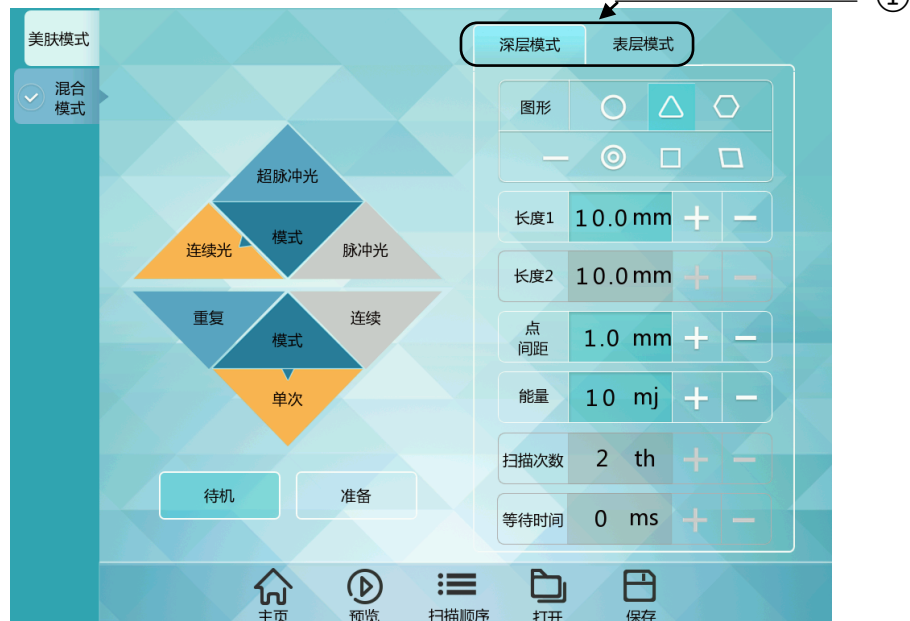 ①
美肤模式
混合
模式
深层模式 表层模式
图形
超脉冲光
连续光 模式 脉冲光
重复 模式 连续
单次
长度1 10.0 mm + −
长度2 10.0 mm + −
点
间距 1.0 mm + −
能量 10 mj + −
扫描次数 2 th + −
等待时间 0 ms + −
待机 准备
主页 预览 扫描顺序 打开 保存